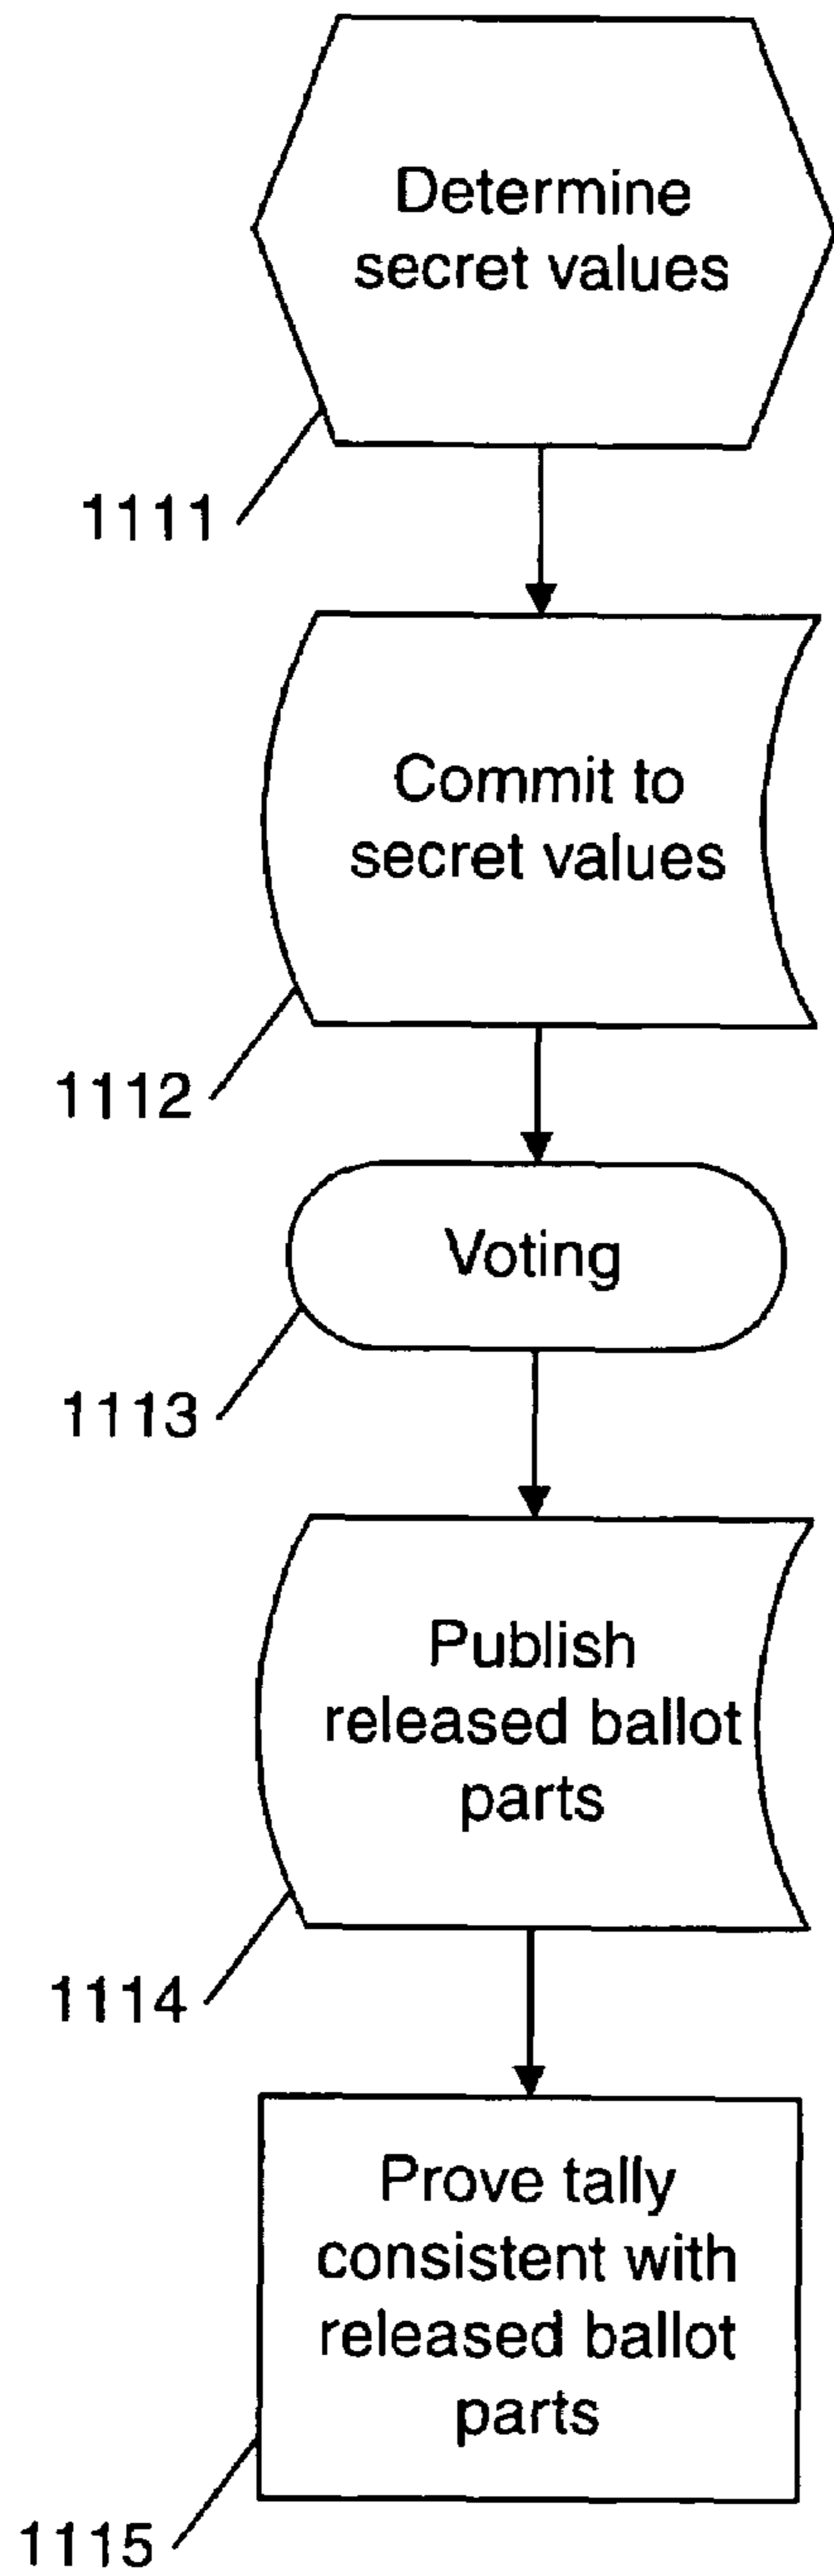 Determine
secret values
1111
Commit to
secret values
1112
Voting
1113
Publish
released ballot
parts
1114
Prove tally
consistent with
released ballot
parts
1115